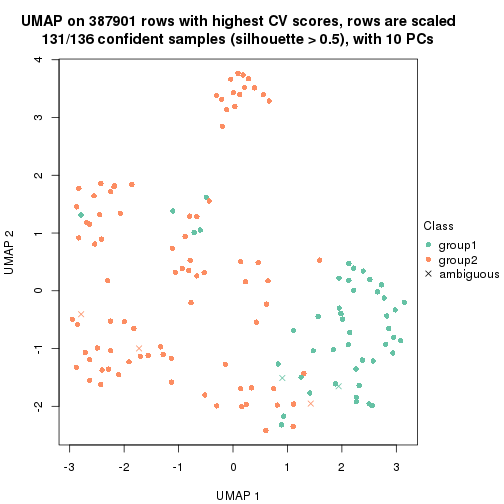 UMAP on 387901 rows with highest CV scores, rows are scaled
131/136 confident samples (silhouette > 0.5), with 10 PCs
4
3
2
1
0
-1
-2
UMAP 2
-3
-2
-1
0
1
2
3
UMAP 1
Class
group1
group2
ambiguous